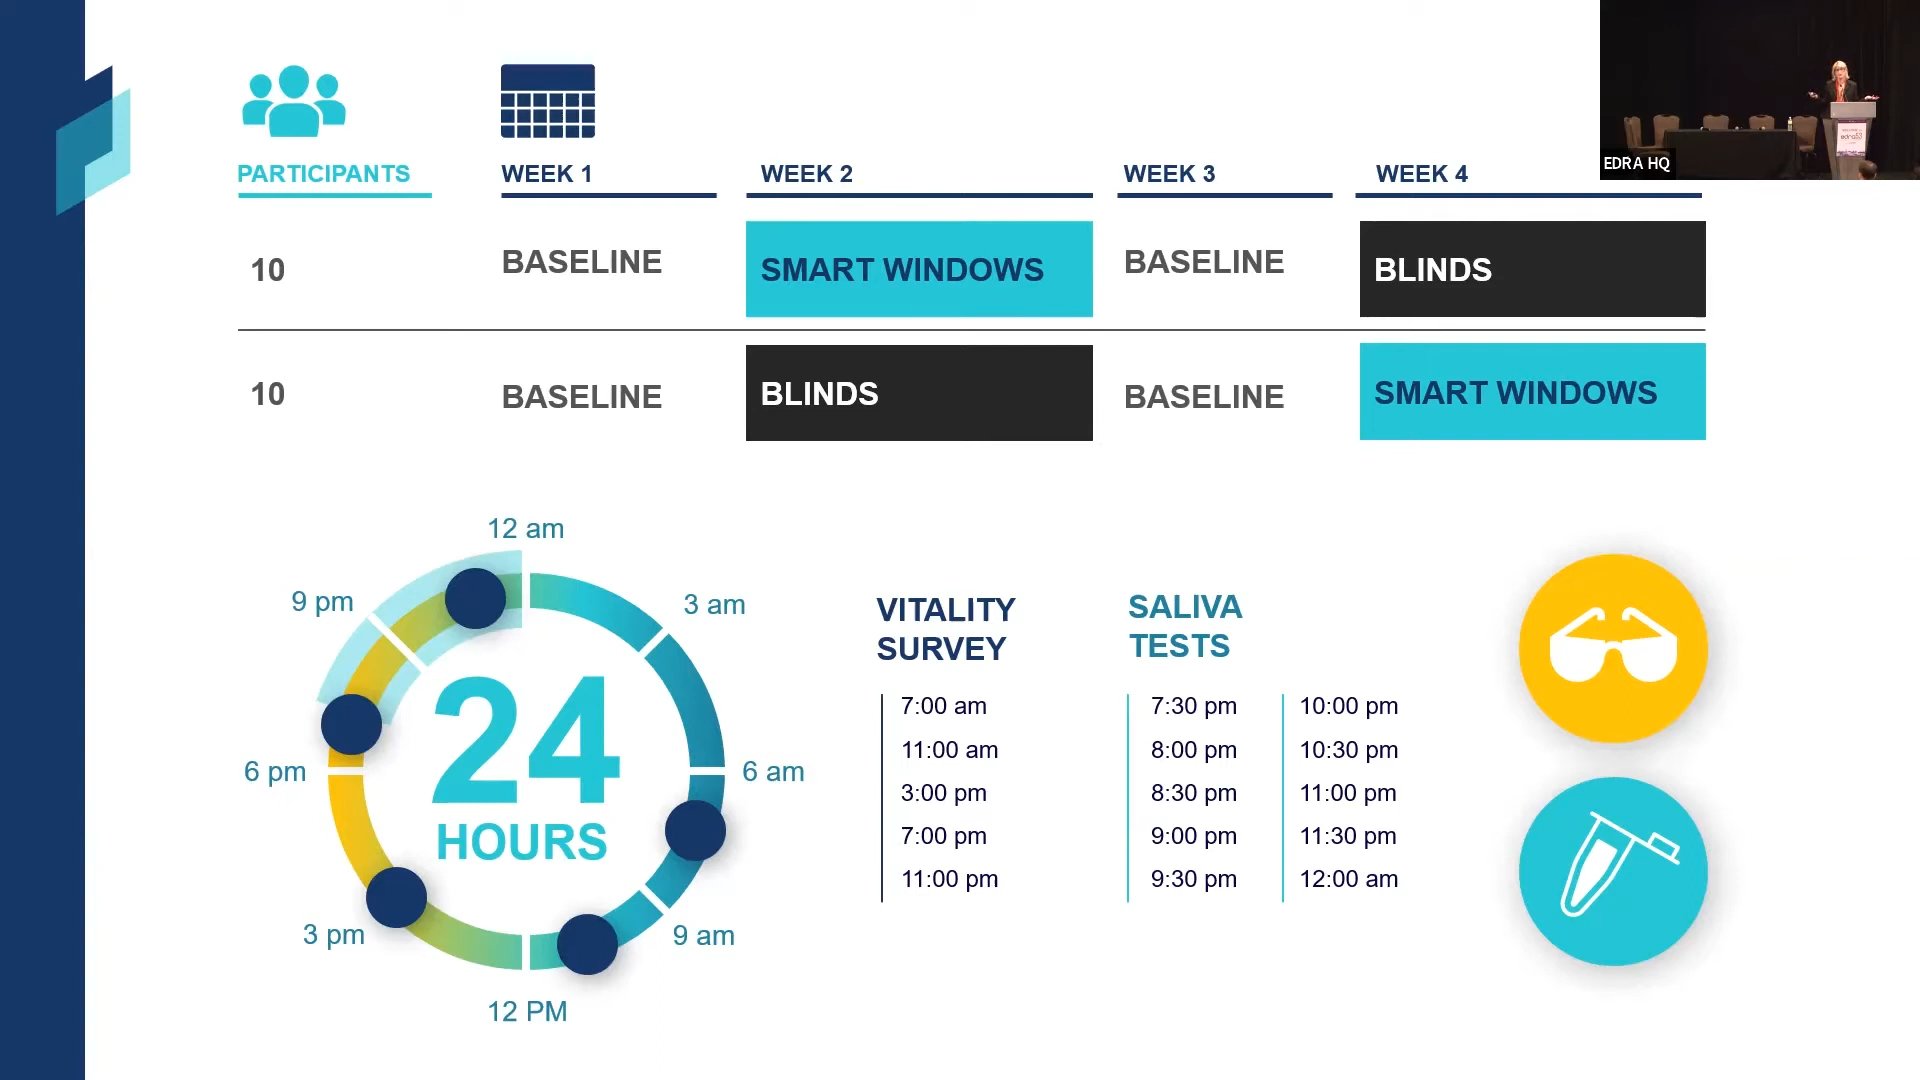 PARTICIPANTS
WEEK 1
WEEK 2
WEEK 3
WEEK 4
EDRA HQ
10
BASELINE
SMART WINDOWS
BASELINE
BLINDS
10
BASELINE
BLINDS
BASELINE
SMART WINDOWS
12 am
3 am
6 am
9 am
12 PM
3 pm
6 pm
9 pm
24
HOURS
VITALITY
SURVEY
7:00 am
11:00 am
3:00 pm
7:00 pm
11:00 pm
SALIVA
TESTS
7:30 pm
8:00 pm
8:30 pm
9:00 pm
9:30 pm
10:00 pm
10:30 pm
11:00 pm
11:30 pm
12:00 am